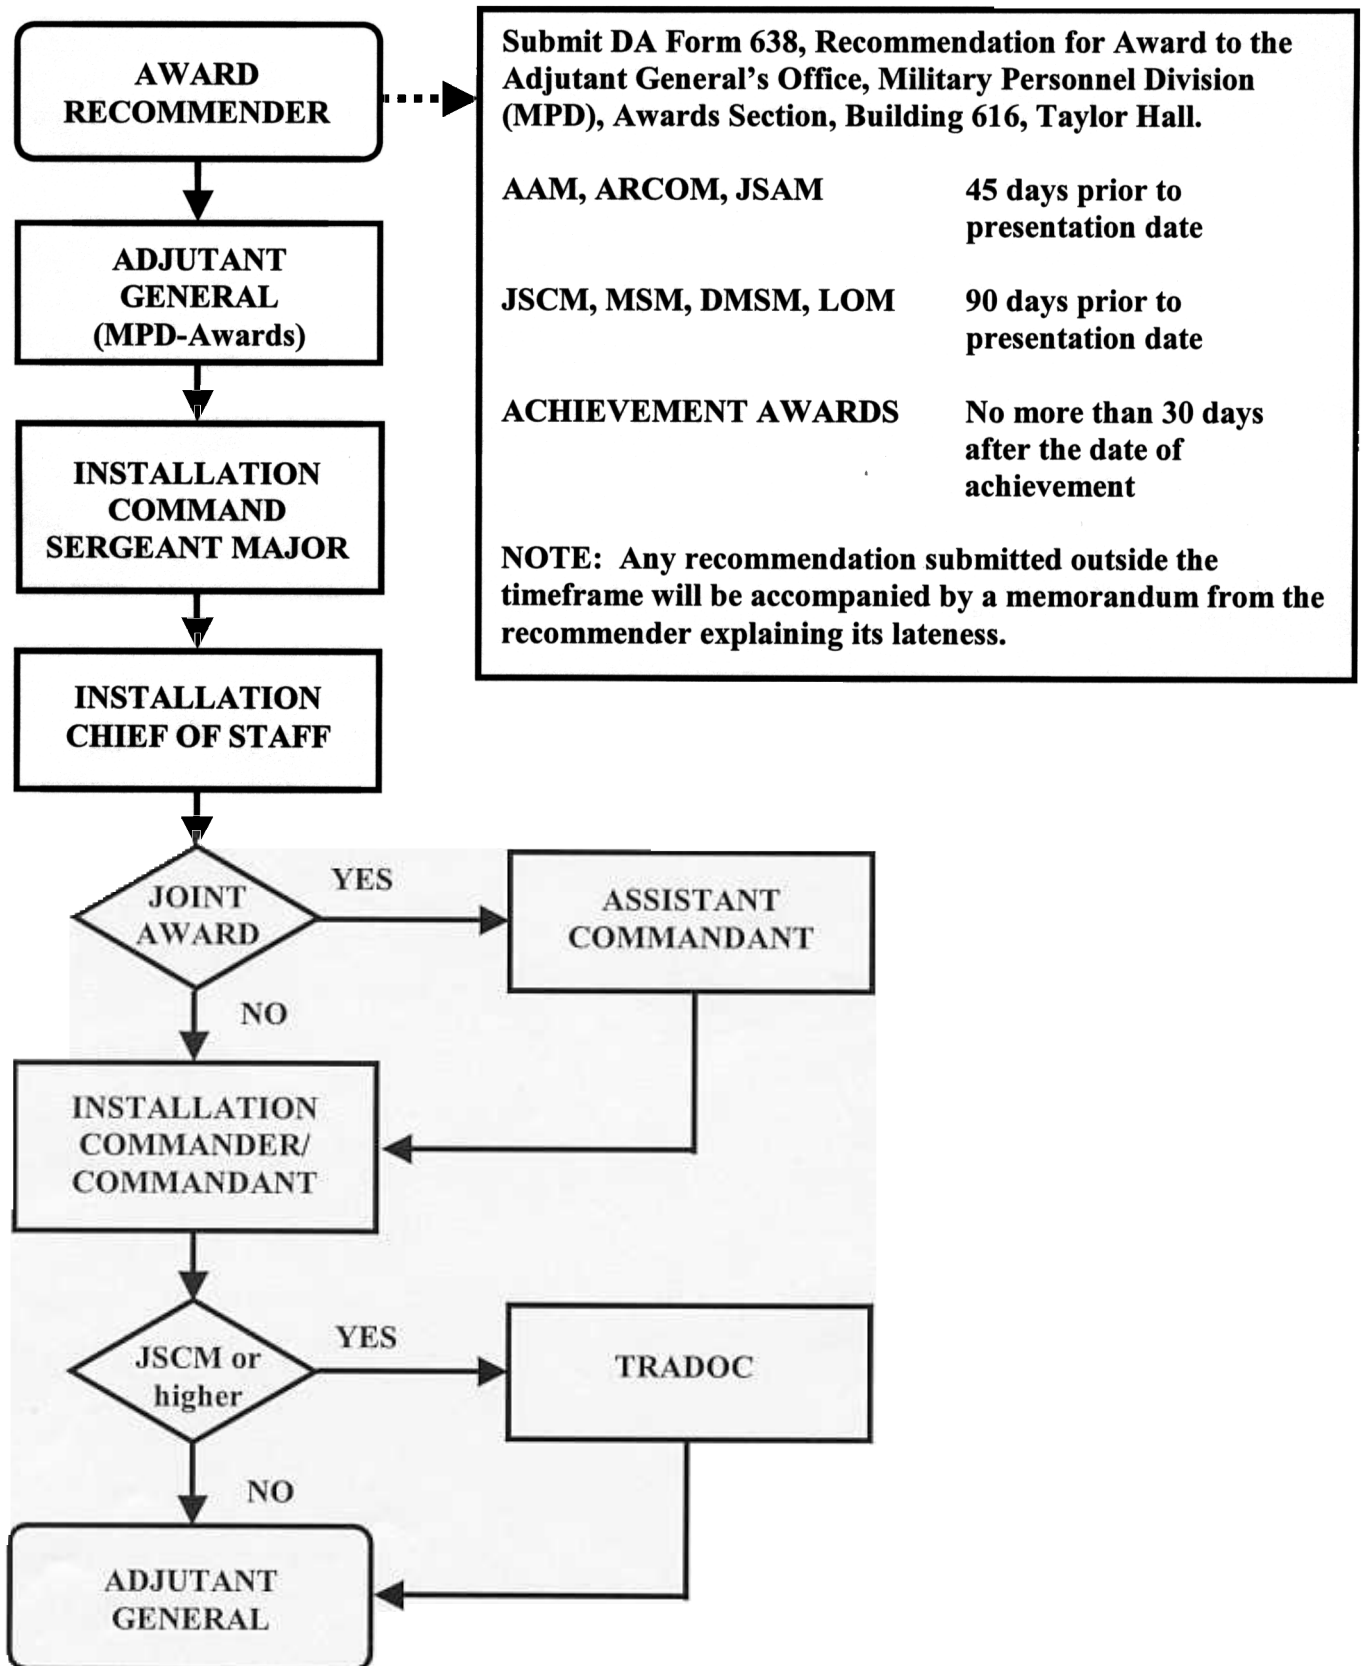 AWARD
RECOMMENDER
Submit DA Form 638, Recommendation for Award to the
Adjutant General's Office, Military Personnel Division
(MPD), Awards Section, Building 616, Taylor Hall.
AAM, ARCOM, JSAM 45 days prior to
presentation date
JSCM, MSM, DMSM, LOM 90 days prior to
presentation date
ACHIEVEMENT AWARDS No more than 30 days
after the date of
achievement
NOTE: Any recommendation submitted outside the
timeframe will be accompanied by a memorandum from the
recommender explaining its lateness.
ADJUTANT
GENERAL
(MPD-Awards)
INSTALLATION
COMMAND
SERGEANT MAJOR
INSTALLATION
CHIEF OF STAFF
JOINT
AWARD
YES
ASSISTANT
COMMANDANT
NO
INSTALLATION
COMMANDER/
COMMANDANT
JSCM or
higher
YES
TRADOC
NO
ADJUTANT
GENERAL